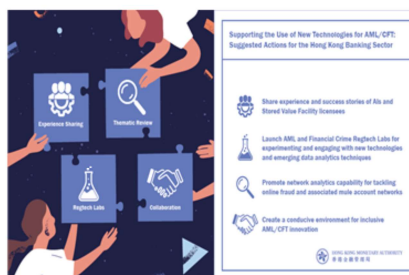 Experience Sharing
Thematic Review
Regtech Labs
Collaboration
Supporting the Use of New Technologies for AML/CFT:
Suggested Actions for the Hong Kong Banking Sector
Share experience and success stories of AIs and
Stored Value Facility licensees
Launch AML and Financial Crime Regtech Labs for
experimenting and engaging with new technologies
and emerging data analytics techniques
Promote network analytics capability for tackling
online fraud and associated mule account networks
Create a conducive environment for inclusive
AML/CFT innovation
HONG KONG MONETARY AUTHORITY
香港金融管理局